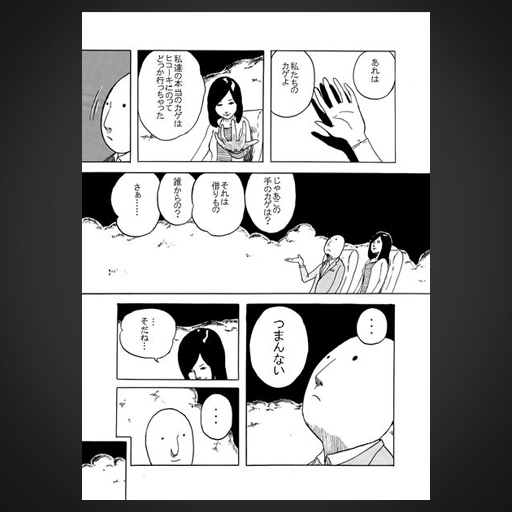 あれは
私たちの
カゲよ
私達の本当のカゲは
ヒコーキにのって
どっか行っちゃった
じゃあこの
手のカゲは?
それは
借りもの
誰からの?
さぁ……
・・・
つまんない
・・・
そだね・・・
・・・